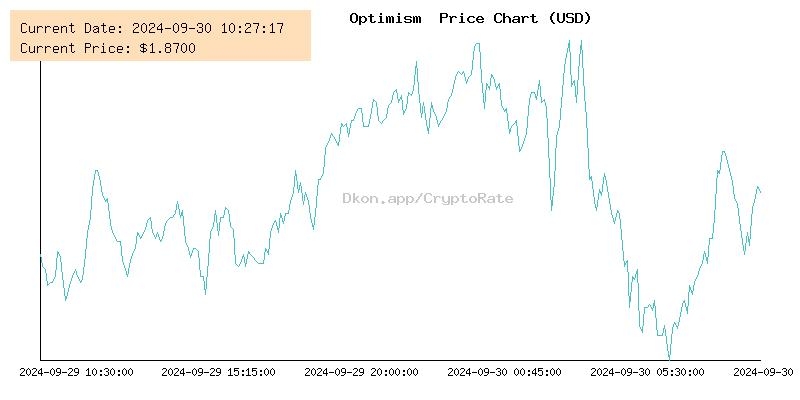 Optimism  Price Chart (USD)
Current Date: 2024-09-30 10:27:17
Current Price: $1.8700
Dkon.app/CryptoRate
2024-09-29 10:30:00 2024-09-29 15:15:00 2024-09-29 20:00:00 2024-09-30 00:45:00 2024-09-30 05:30:00 2024-09-30